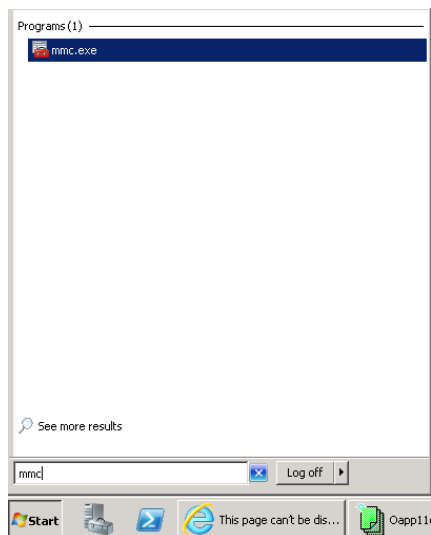 Programs (1)
mmc.exe
See more results
mmc
Log off
Start
This page can't be dis...
Oapp11